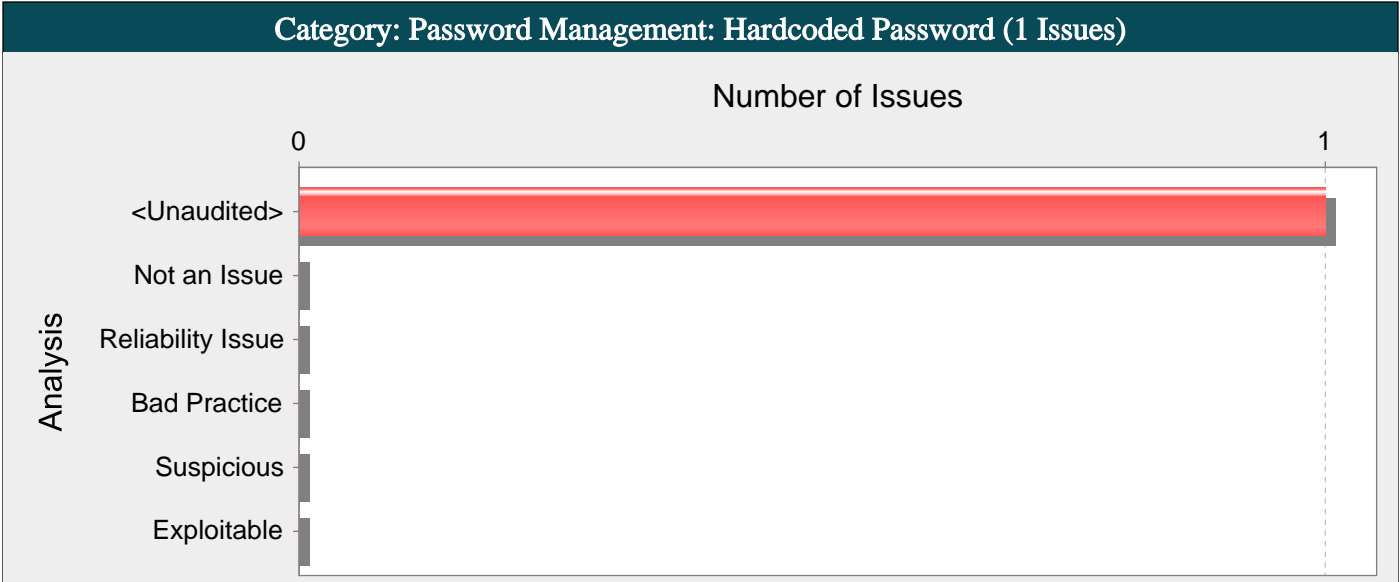 Category: Password Management: Hardcoded Password (1 Issues)
Number of Issues
0 1
<Unaudited>
Not an Issue
Reliability Issue
Bad Practice
Suspicious
Exploitable
Analysis